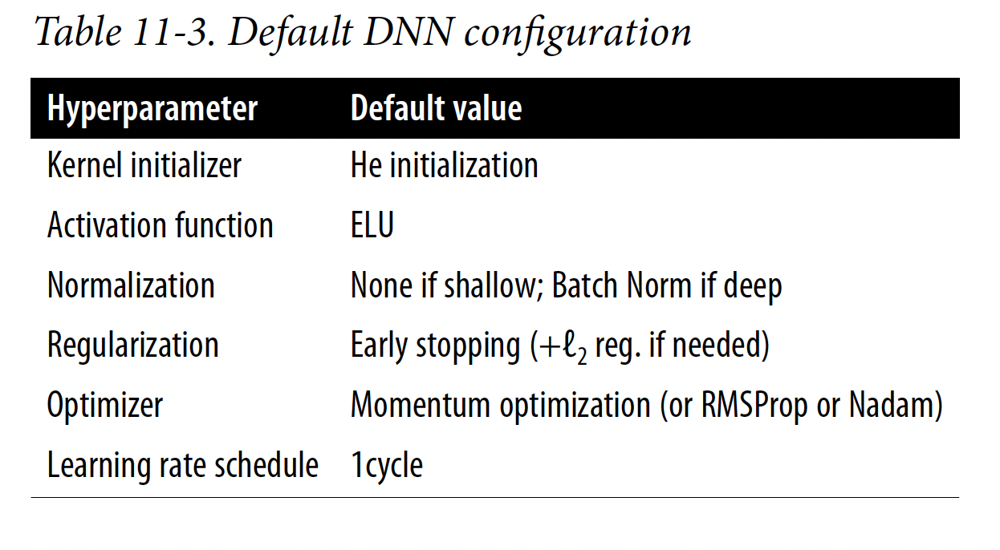 Table 11-3. Default DNN configuration
Hyperparameter Default value
Kernel initializer He initialization
Activation function ELU
Normalization None if shallow; Batch Norm if deep
Regularization Early stopping (+ℓ₂ reg. if needed)
Optimizer Momentum optimization (or RMSProp or Nadam)
Learning rate schedule 1cycle